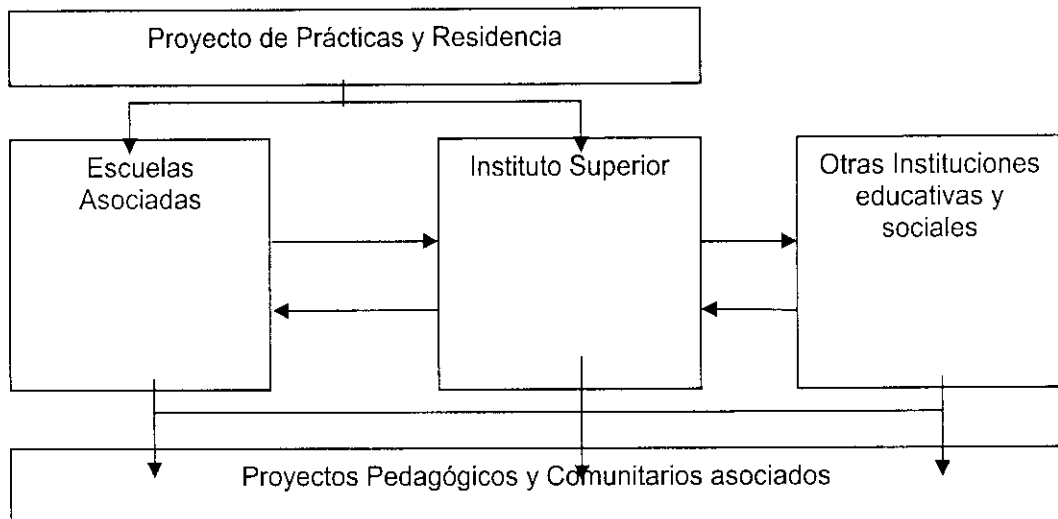 Proyecto de Prácticas y Residencia
Escuelas
Asociadas
Instituto Superior
Otras Instituciones
educativas y
sociales
Proyectos Pedagógicos y Comunitarios asociados